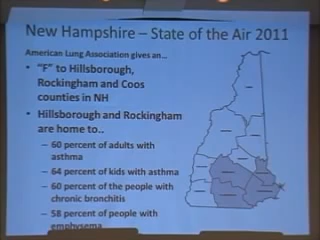 New Hampshire – State of the Air 2011
American Lung Association gives an…
• "F" to Hillsborough,
Rockingham and Coos
counties in NH
• Hillsborough and Rockingham
are home to..
– 60 percent of adults with
asthma
– 64 percent of kids with asthma
– 60 percent of the people with
chronic bronchitis
– 58 percent of people with
emphysema